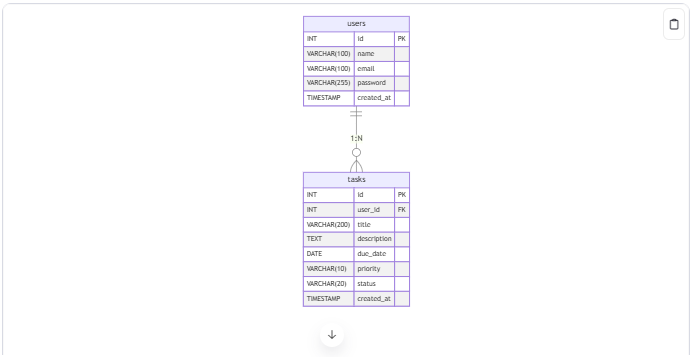 users
INT id PK
VARCHAR(100) name
VARCHAR(100) email
VARCHAR(255) password
TIMESTAMP created_at
1:N
tasks
INT id PK
INT user_id FK
VARCHAR(200) title
TEXT description
DATE due_date
VARCHAR(10) priority
VARCHAR(20) status
TIMESTAMP created_at